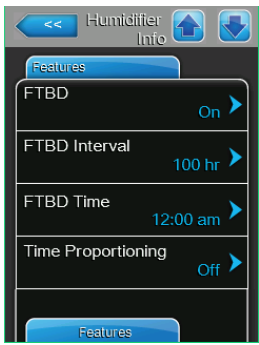 <<
Humidifier
Info
Features
FTBD
On
FTBD Interval
100 hr
FTBD Time
12:00 am
Time Proportioning
Off
Features